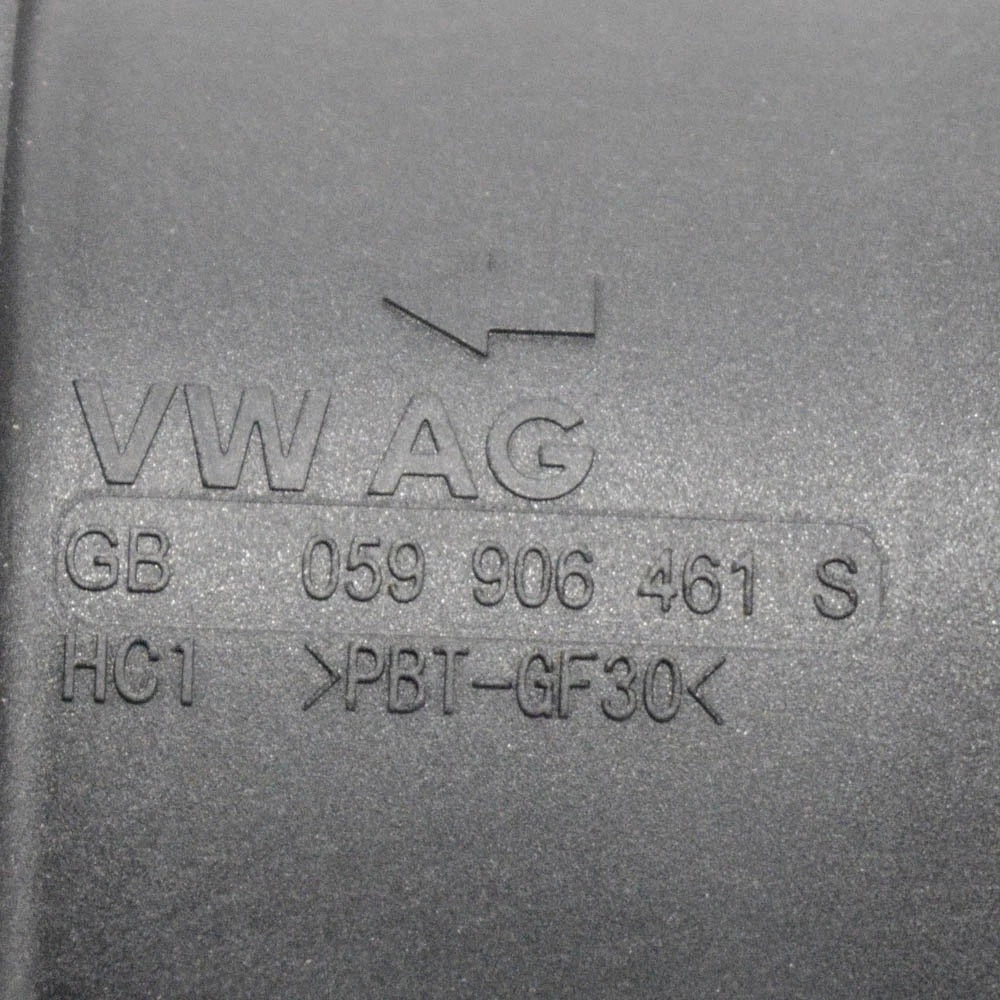 VW AG
GB 059 906 461 S
HC1 >PBT-GF30<